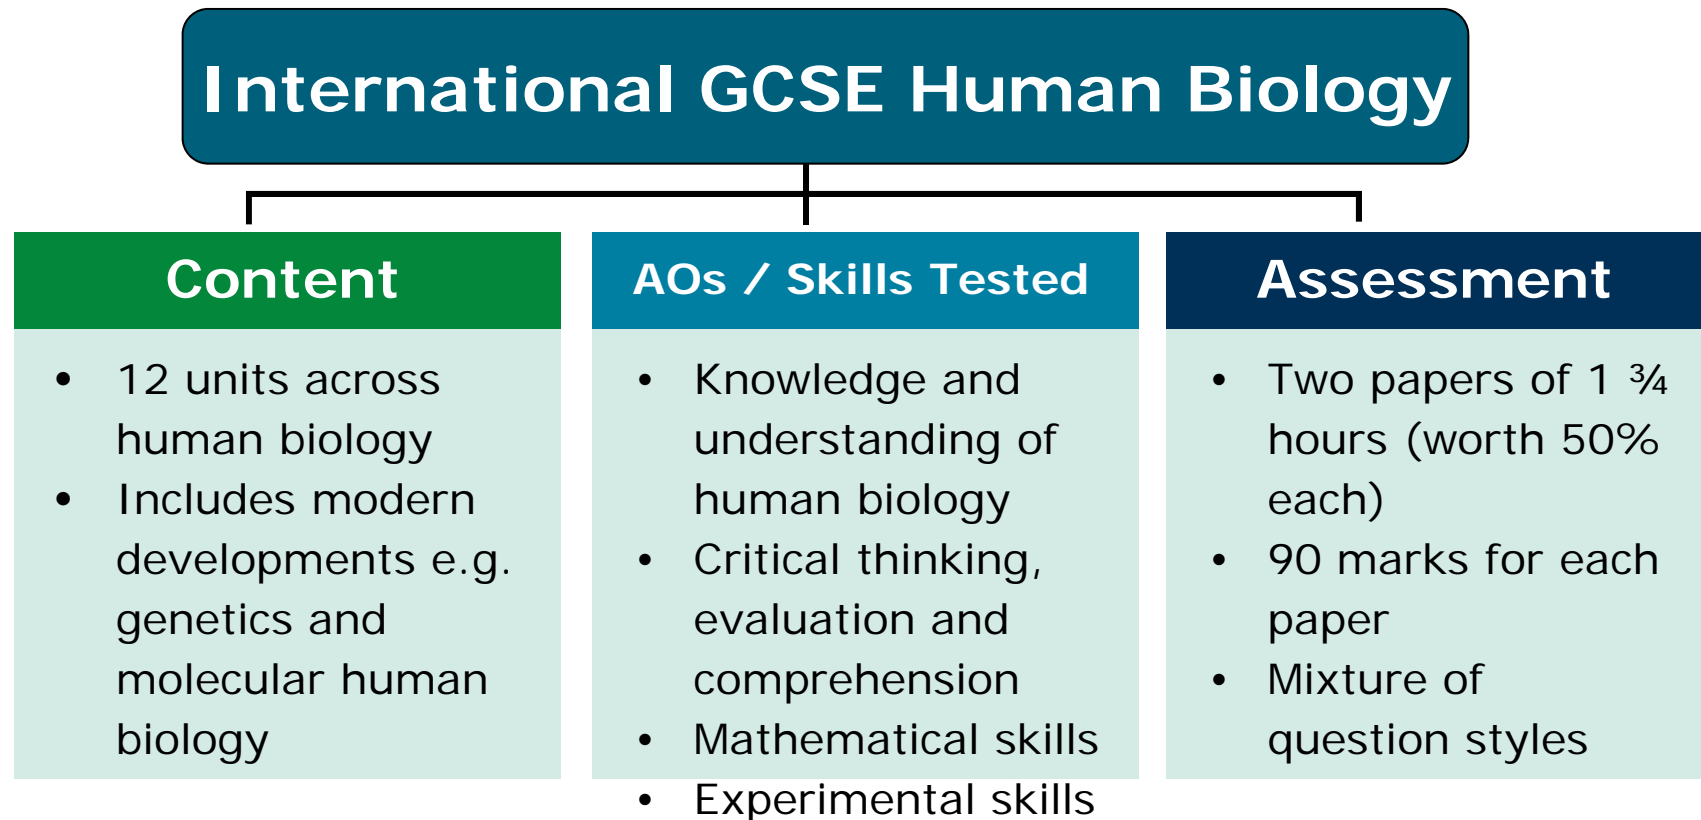 International GCSE Human Biology
Content
• 12 units across
human biology
• Includes modern
developments e.g.
genetics and
molecular human
biology
AOs / Skills Tested
• Knowledge and
understanding of
human biology
• Critical thinking,
evaluation and
comprehension
• Mathematical skills
• Experimental skills
Assessment
• Two papers of 1 ¾
hours (worth 50%
each)
• 90 marks for each
paper
• Mixture of
question styles